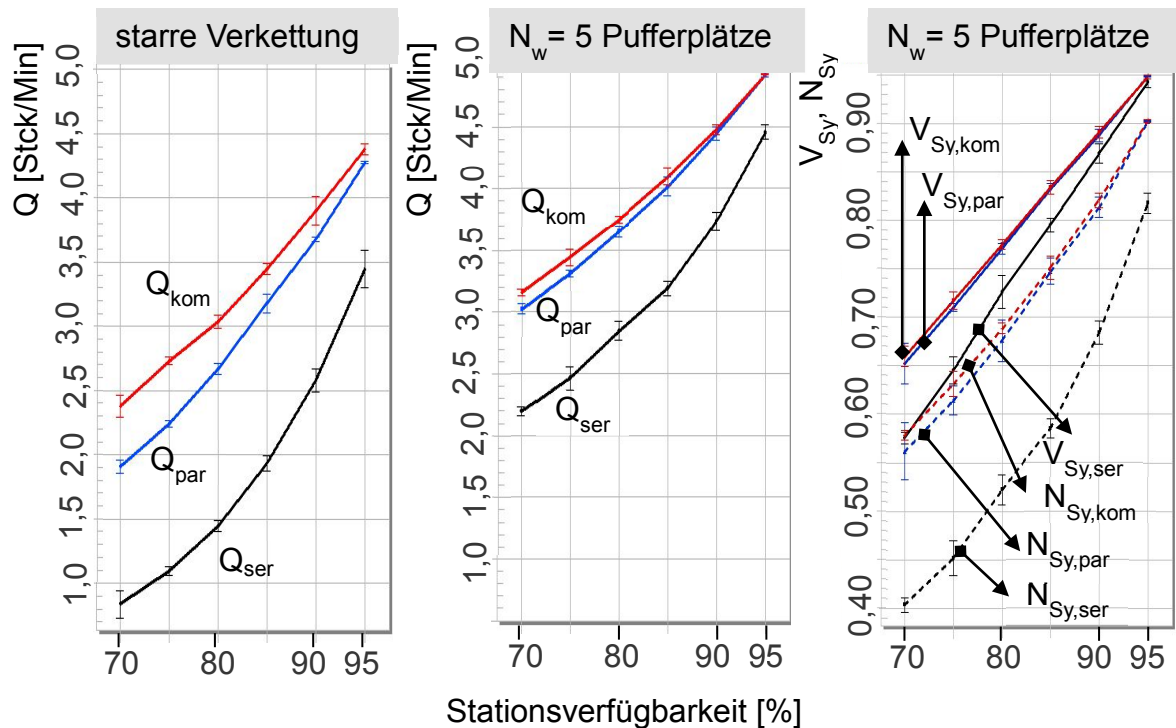 starre Verkettung
Q [Stck/Min]
5,0
4,5
4,0
3,5
3,0
2,5
2,0
1,5
1,0
Qkom
Qpar
Qser
70 80 90 95
Nw= 5 Pufferplätze
Q [Stck/Min]
5,0
4,5
4,0
3,5
3,0
2,5
2,0
1,5
1,0
Qkom
Qpar
Qser
70 80 90 95
Nw= 5 Pufferplätze
VSy, NSy
0,90
0,80
0,70
0,60
0,50
0,40
VSy,kom
VSy,par
VSy,ser
NSy,kom
NSy,par
NSy,ser
70 80 90 95
Stationsverfügbarkeit [%]